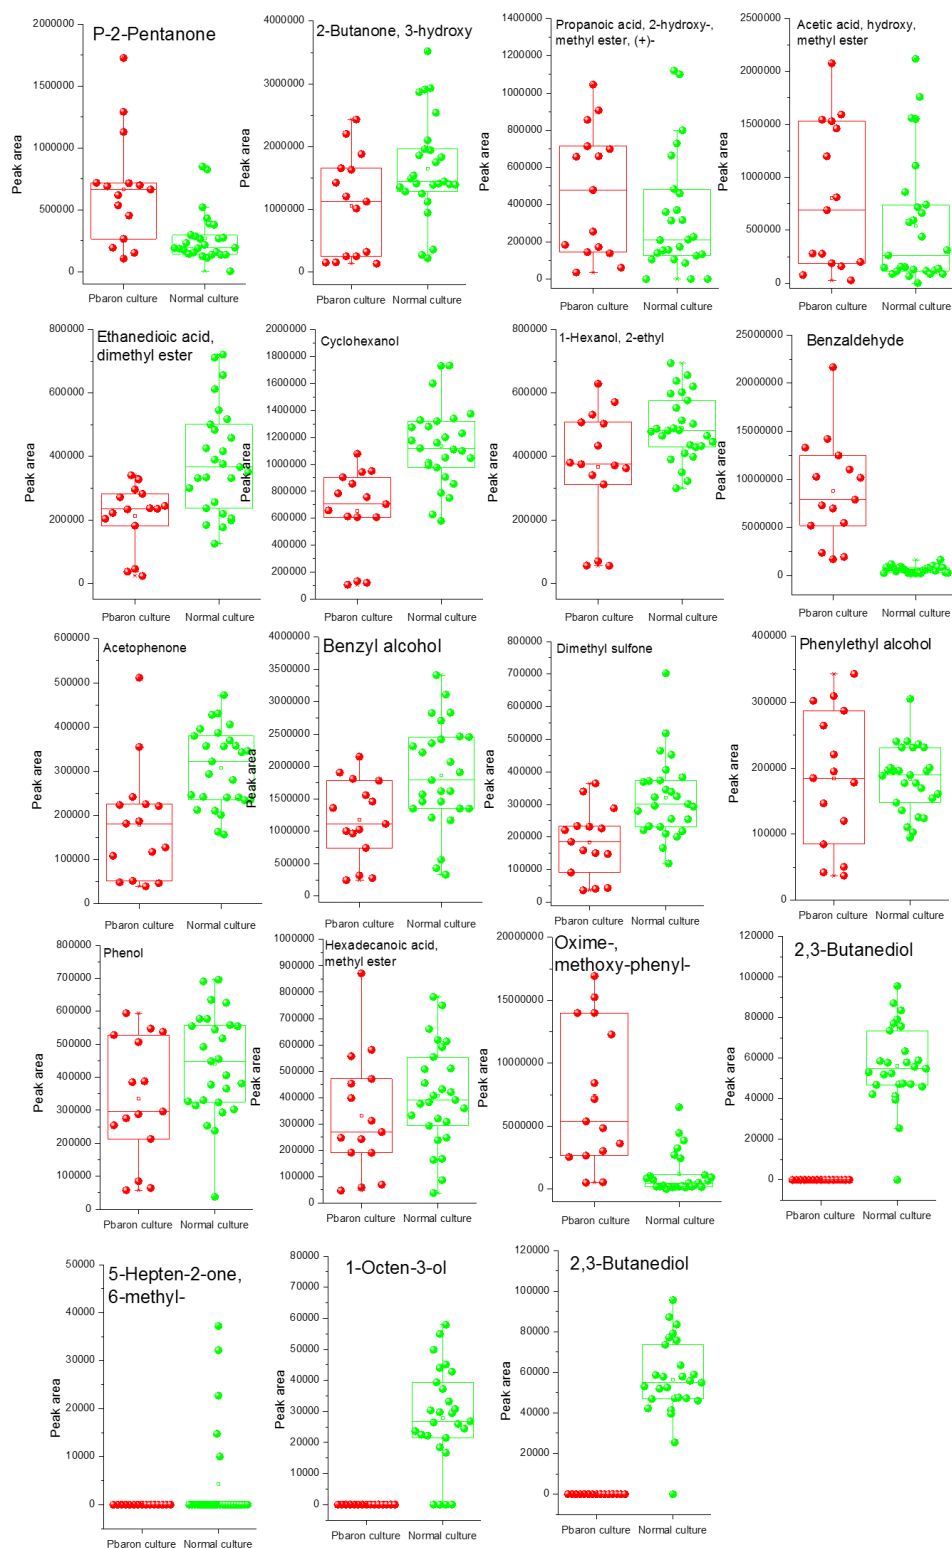 P-2-Pentanone
Peak area
2000000
1500000
1000000
500000
0
Pbaron culture Normal culture
2-Butanone, 3-hydroxy
Peak area
4000000
3000000
2000000
1000000
0
Pbaron culture Normal culture
Propanoic acid, 2-hydroxy-,
methyl ester, (+)-
Peak area
1400000
1200000
1000000
800000
600000
400000
200000
0
Pbaron culture Normal culture
Acetic acid, hydroxy,
methyl ester
Peak area
2500000
2000000
1500000
1000000
500000
0
Pbaron culture Normal culture
Ethanedioic acid,
dimethyl ester
Peak area
800000
600000
400000
200000
0
Pbaron culture Normal culture
Cyclohexanol
Peak area
2000000
1800000
1600000
1400000
1200000
1000000
800000
600000
400000
200000
0
Pbaron culture Normal culture
1-Hexanol, 2-ethyl
Peak area
800000
600000
400000
200000
0
Pbaron culture Normal culture
Benzaldehyde
Peak area
25000000
20000000
15000000
10000000
5000000
0
Pbaron culture Normal culture
Acetophenone
Peak area
600000
500000
400000
300000
200000
100000
0
Pbaron culture Normal culture
Benzyl alcohol
Peak area
4000000
3500000
3000000
2500000
2000000
1500000
1000000
500000
0
Pbaron culture Normal culture
Dimethyl sulfone
Peak area
800000
700000
600000
500000
400000
300000
200000
100000
0
Pbaron culture Normal culture
Phenylethyl alcohol
Peak area
400000
300000
200000
100000
0
Pbaron culture Normal culture
Phenol
Peak area
800000
700000
600000
500000
400000
300000
200000
100000
0
Pbaron culture Normal culture
Hexadecanoic acid,
methyl ester
Peak area
1000000
900000
800000
700000
600000
500000
400000
300000
200000
100000
0
Pbaron culture Normal culture
Oxime-,
methoxy-phenyl-
Peak area
20000000
15000000
10000000
5000000
0
Pbaron culture Normal culture
2,3-Butanediol
Peak area
120000
100000
80000
60000
40000
20000
0
Pbaron culture Normal culture
5-Hepten-2-one,
6-methyl-
Peak area
50000
40000
30000
20000
10000
0
Pbaron culture Normal culture
1-Octen-3-ol
Peak area
80000
70000
60000
50000
40000
30000
20000
10000
0
Pbaron culture Normal culture
2,3-Butanediol
Peak area
120000
100000
80000
60000
40000
20000
0
Pbaron culture Normal culture